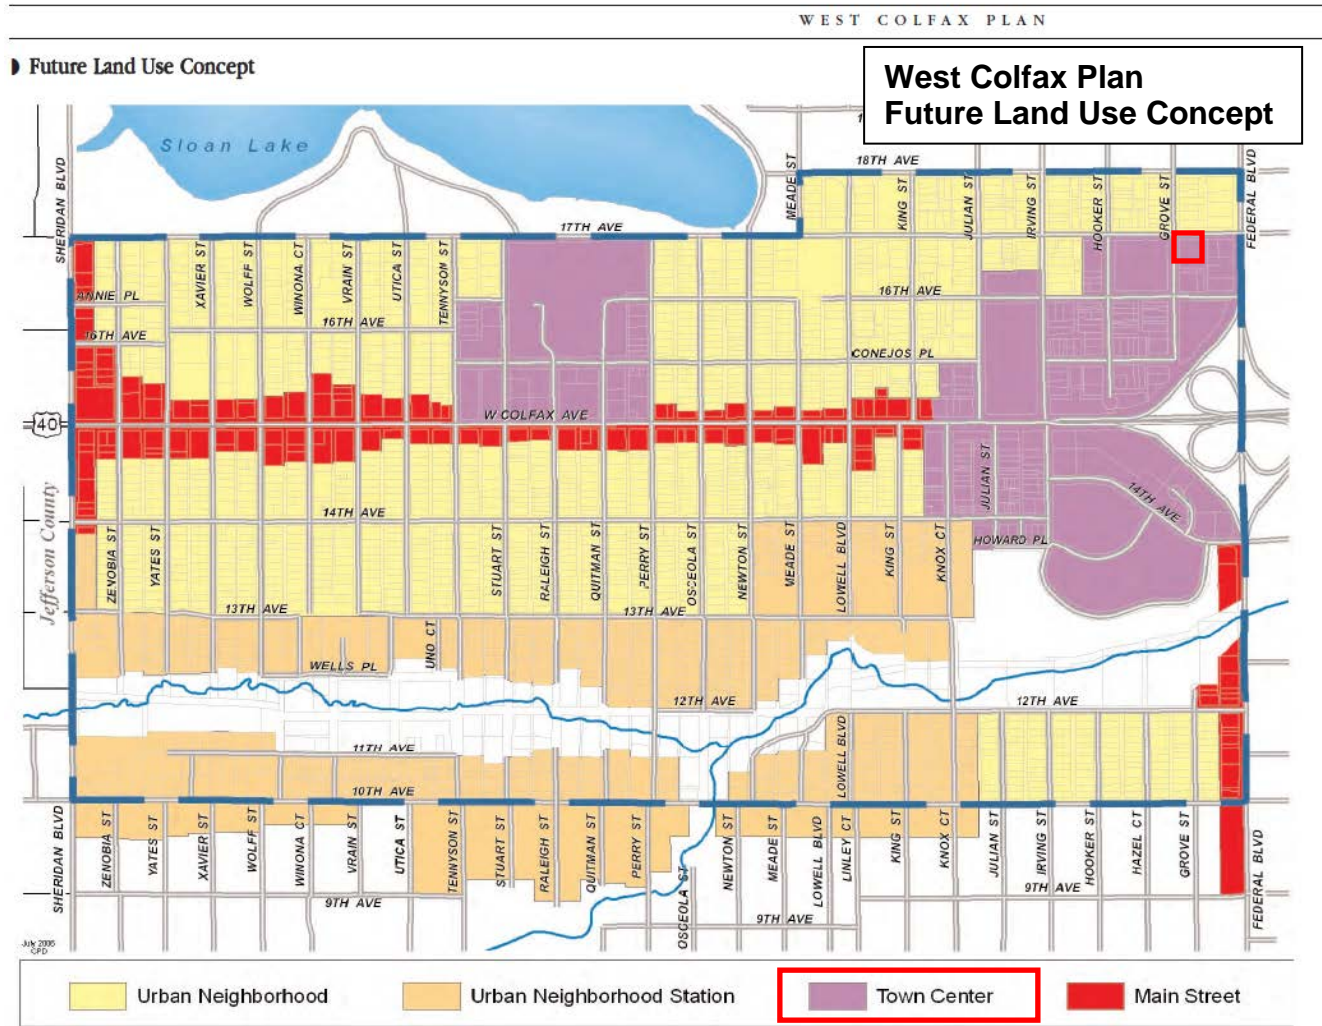 WEST COLFAX PLAN
Future Land Use Concept
West Colfax Plan
Future Land Use Concept
Sloan Lake
SHERIDAN BLVD
MEADE ST
18TH AVE
KING ST
JULIAN ST
IRVING ST
HOOKER ST
GROVE ST
FEDERAL BLVD
17TH AVE
XAVIER ST
WOLFF ST
WINONA CT
VRAIN ST
UTICA ST
TENNYSON ST
ANNIE PL
16TH AVE
16TH AVE
16TH AVE
CONEJOS PL
W COLFAX AVE
40
Jefferson County
JULIAN ST
14TH AVE
14TH AVE
HOWARD PL
ZENOBIA ST
YATES ST
STUART ST
RALEIGH ST
QUITMAN ST
PERRY ST
OSCEOLA ST
NEWTON ST
MEADE ST
LOWELL BLVD
KING ST
KNOX CT
13TH AVE
13TH AVE
UNO CT
WELLS PL
12TH AVE
12TH AVE
11TH AVE
LOWELL BLVD
10TH AVE
SHERIDAN BLVD
ZENOBIA ST
YATES ST
XAVIER ST
WOLFF ST
WINONA CT
VRAIN ST
UTICA ST
TENNYSON ST
STUART ST
RALEIGH ST
QUITMAN ST
PERRY ST
OSCEOLA ST
NEWTON ST
MEADE ST
LOWELL BLVD
LINLEY CT
KING ST
KNOX CT
JULIAN ST
IRVING ST
HOOKER ST
HAZEL CT
GROVE ST
FEDERAL BLVD
9TH AVE
9TH AVE
9TH AVE
CPD
Urban Neighborhood
Urban Neighborhood Station
Town Center
Main Street